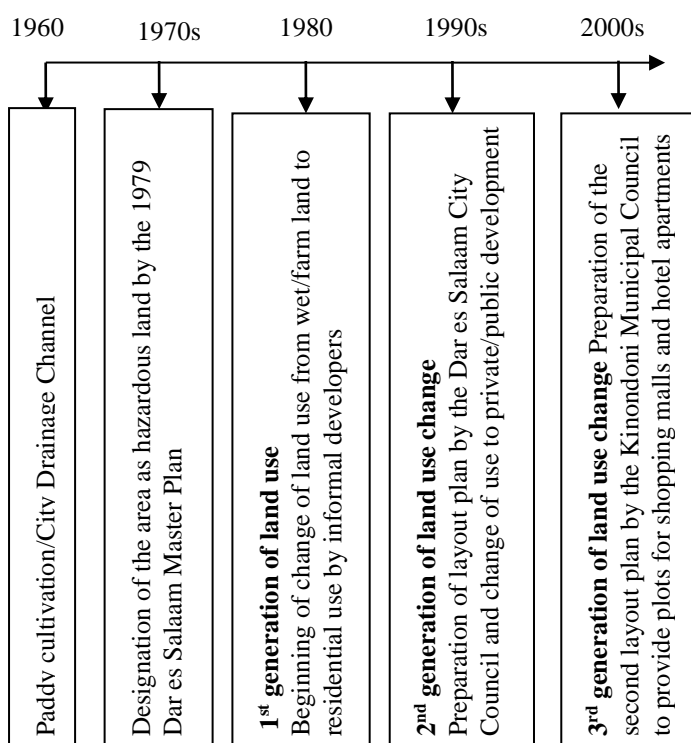 1960
1970s
1980
1990s
2000s
Paddy cultivation/City Drainage Channel
Designation of the area as hazardous land by the 1979
Dar es Salaam Master Plan
1st generation of land use
Beginning of change of land use from wet/farm land to
residential use by informal developers
2nd generation of land use change
Preparation of layout plan by the Dar es Salaam City
Council and change of use to private/public development
3rd generation of land use change Preparation of the
second layout plan by the Kinondoni Municipal Council
to provide plots for shopping malls and hotel apartments